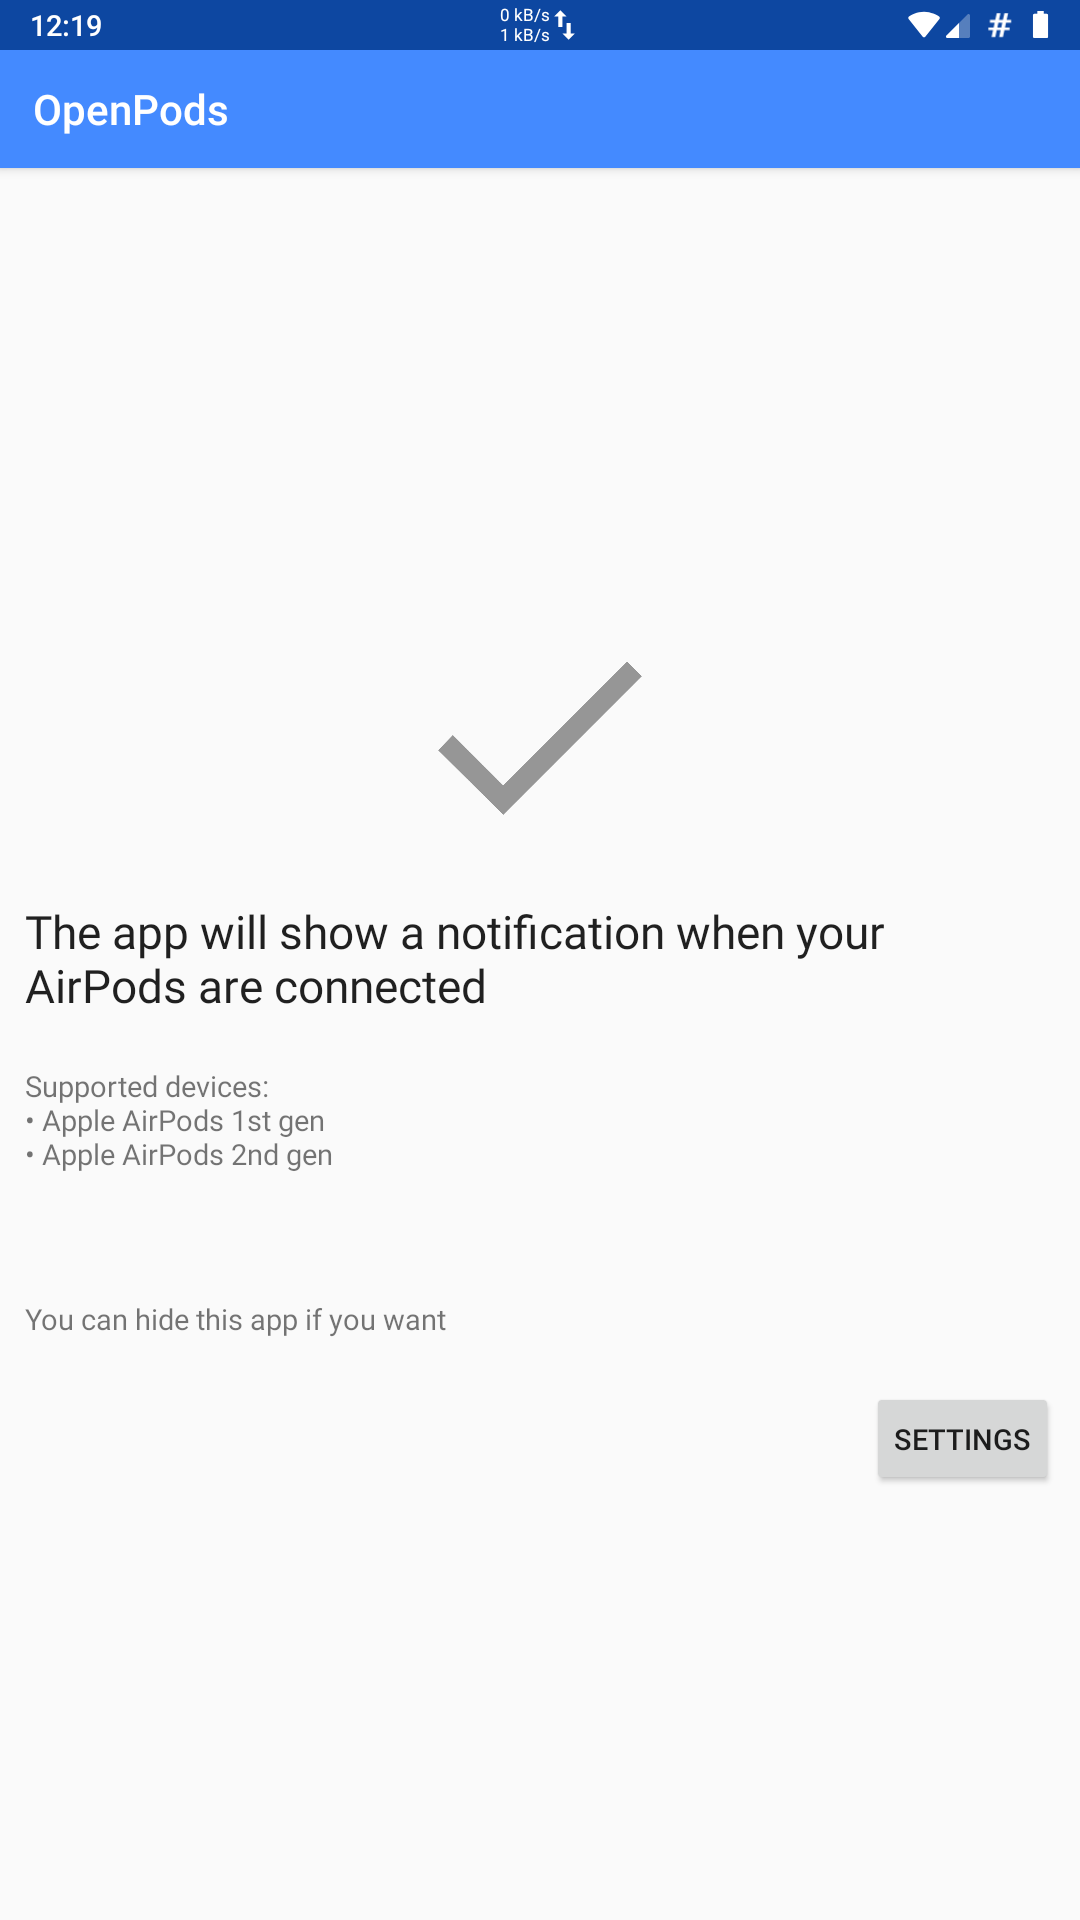 12:19
0 kB/s
1 kB/s
#
OpenPods
The app will show a notification when your
AirPods are connected
Supported devices:
• Apple AirPods 1st gen
• Apple AirPods 2nd gen
You can hide this app if you want
SETTINGS